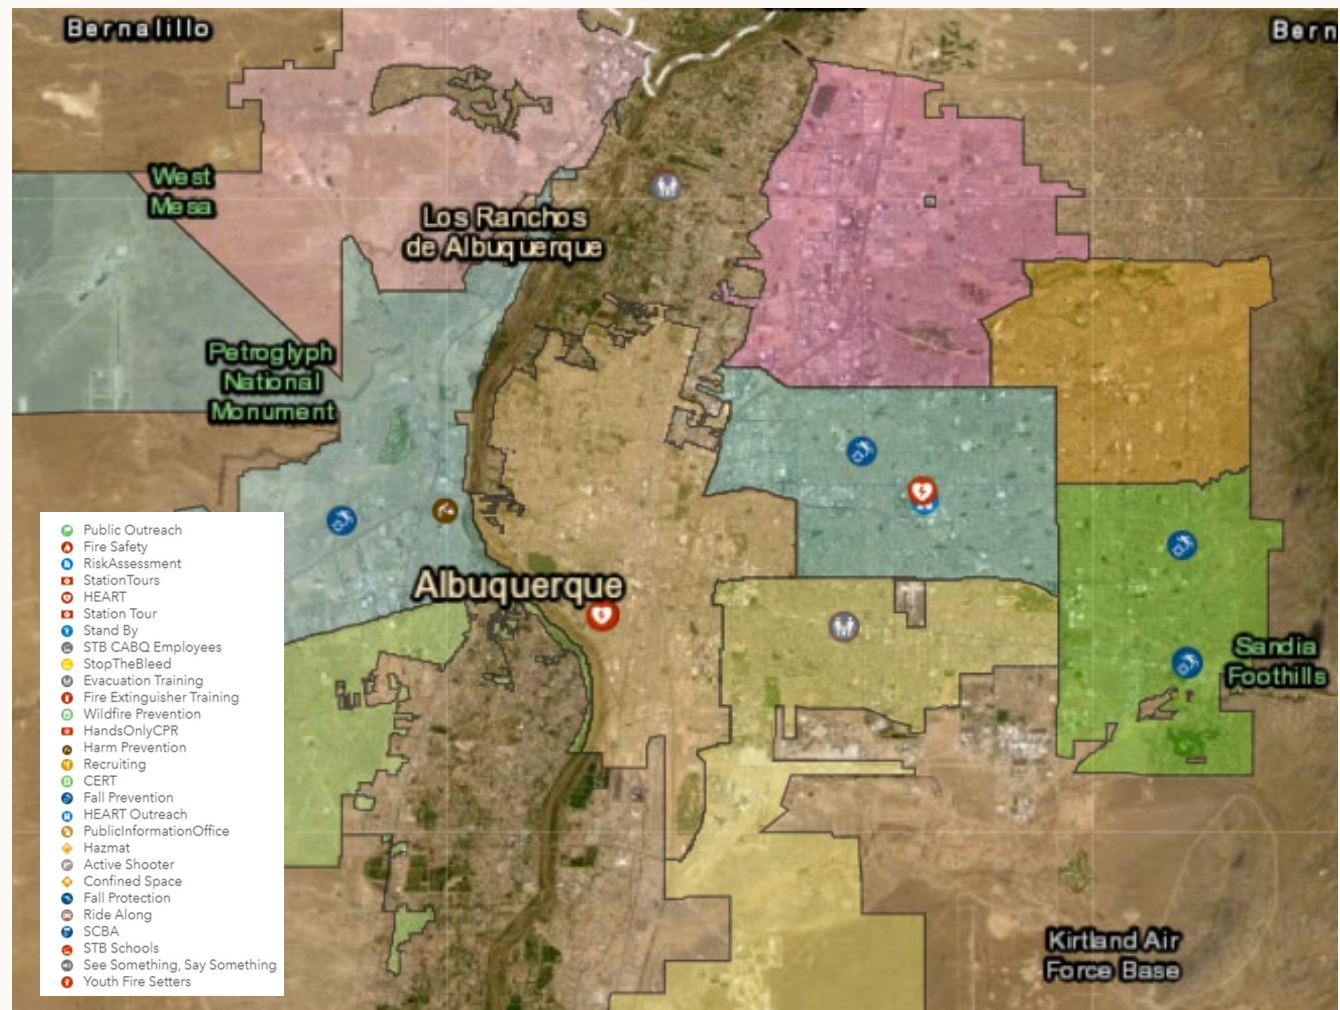 Bernalillo
Bern
West
Mesa
Los Ranchos
de Albuquerque
Petroglyph
National
Monument
Albuquerque
Sandia
Foothills
Kirtland Air
Force Base
Public Outreach
Fire Safety
RiskAssessment
StationTours
HEART
Station Tour
Stand By
STB CABQ Employees
StopTheBleed
Evacuation Training
Fire Extinguisher Training
Wildfire Prevention
HandsOnlyCPR
Harm Prevention
Recruiting
CERT
Fall Prevention
HEART Outreach
PublicInformationOffice
Hazmat
Active Shooter
Confined Space
Fall Protection
Ride Along
SCBA
STB Schools
See Something, Say Something
Youth Fire Setters